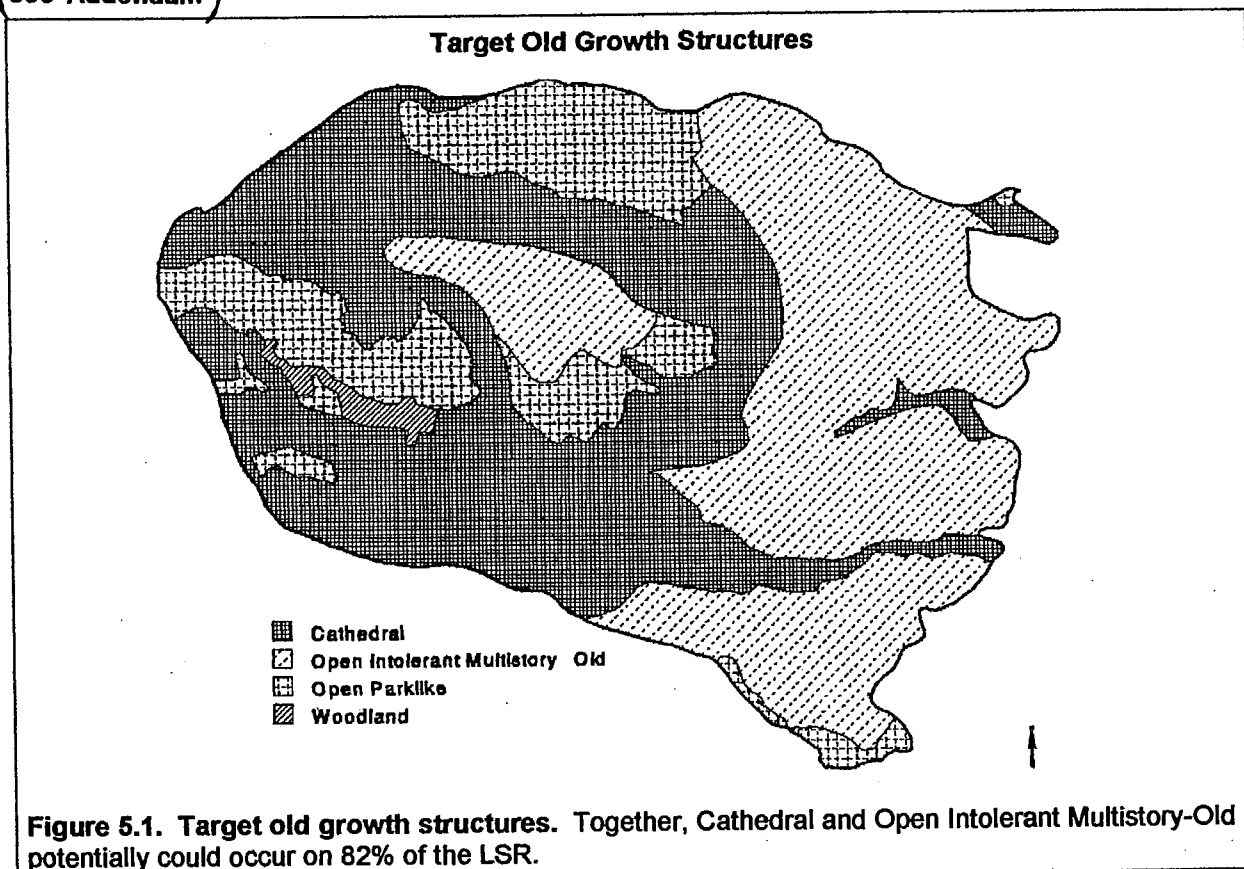 Target Old Growth Structures
Cathedral
Open Intolerant Multistory Old
Open Parklike
Woodland
Figure 5.1. Target old growth structures. Together, Cathedral and Open Intolerant Multistory-Old
potentially could occur on 82% of the LSR.